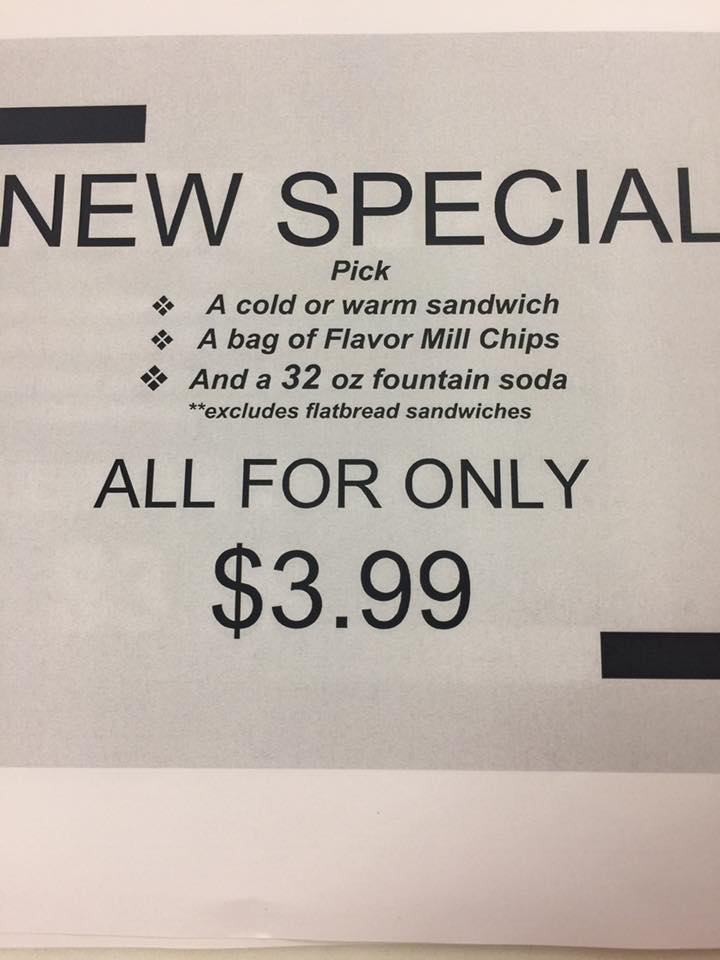 NEW SPECIAL
Pick
❖ A cold or warm sandwich
❖ A bag of Flavor Mill Chips
❖ And a 32 oz fountain soda
**excludes flatbread sandwiches
ALL FOR ONLY
$3.99